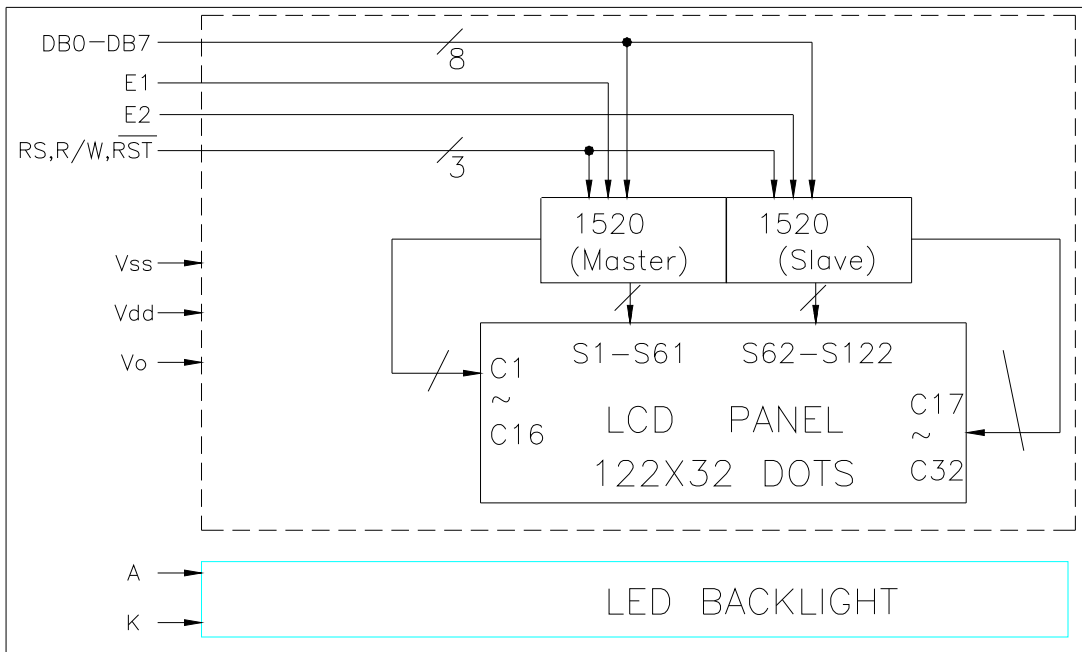 DB0-DB7
8
E1
E2
RS,R/W,R̅S̅T̅
3
1520
(Master)
1520
(Slave)
Vss
Vdd
Vo
S1-S61
S62-S122
C1
~
C16
LCD PANEL
122X32 DOTS
C17
~
C32
A
K
LED BACKLIGHT